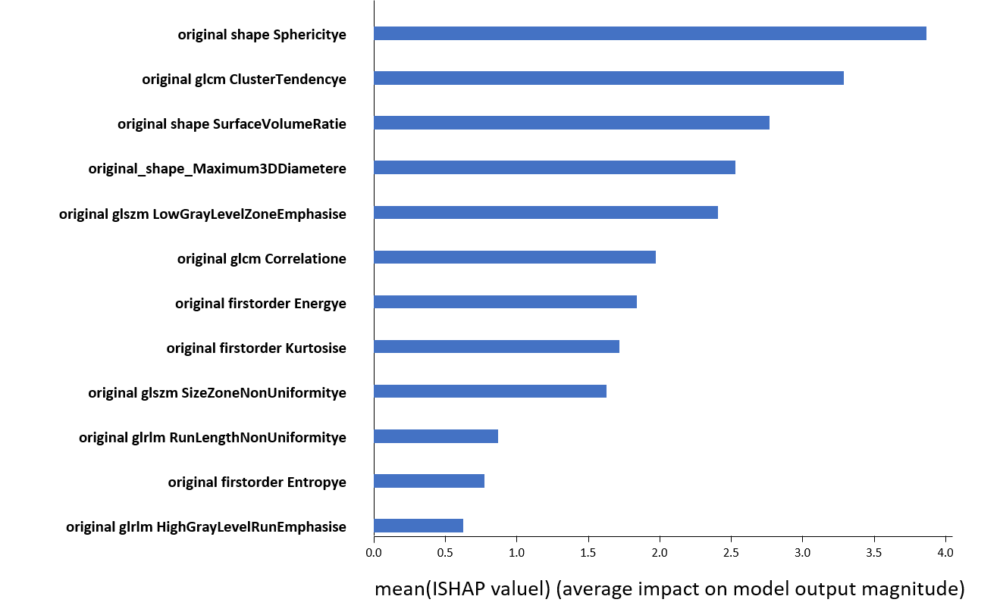 original shape Sphericitye
original glcm ClusterTendencye
original shape SurfaceVolumeRatie
original_shape_Maximum3DDiametere
original glszm LowGrayLevelZoneEmphasise
original glcm Correlatione
original firstorder Energye
original firstorder Kurtosise
original glszm SizeZoneNonUniformitye
original glrlm RunLengthNonUniformitye
original firstorder Entropye
original glrlm HighGrayLevelRunEmphasise
0.0 0.5 1.0 1.5 2.0 2.5 3.0 3.5 4.0
mean(ISHAP valuel) (average impact on model output magnitude)